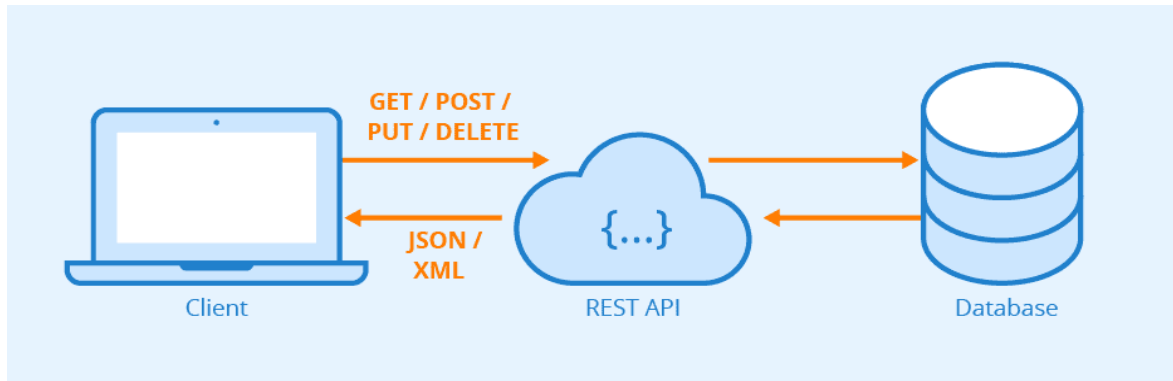 GET / POST /
PUT / DELETE
{...}
JSON /
XML
Client
REST API
Database